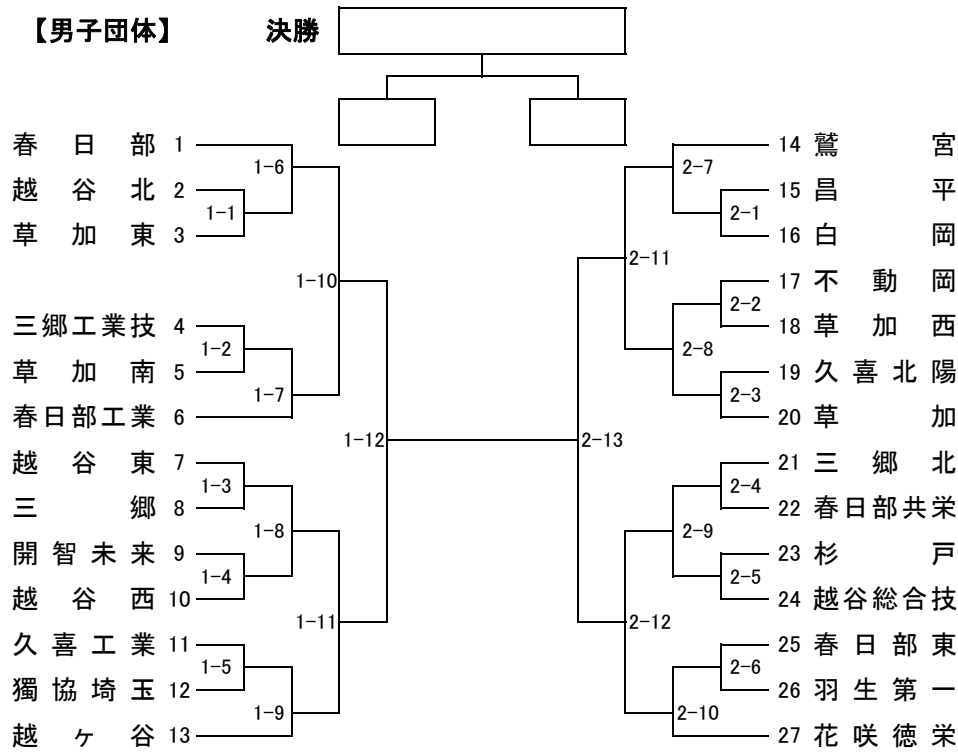 【男子団体】 決勝
春日部 1
越谷北 2
草加東 3
三郷工業技 4
草加南 5
春日部工業 6
越谷東 7
三郷 8
開智未来 9
越谷西 10
久喜工業 11
獨協埼玉 12
越ヶ谷 13
1-6
1-1
1-10
1-2
1-7
1-12
1-3
1-8
1-4
1-11
1-5
1-9
2-7
2-1
2-11
2-2
2-8
2-3
2-13
2-4
2-9
2-5
2-12
2-6
2-10
14 鷲宮
15 昌平
16 白岡
17 不動岡
18 草加西
19 久喜北陽
20 草加
21 三郷北
22 春日部共栄
23 杉戸
24 越谷総合技
25 春日部東
26 羽生第一
27 花咲徳栄